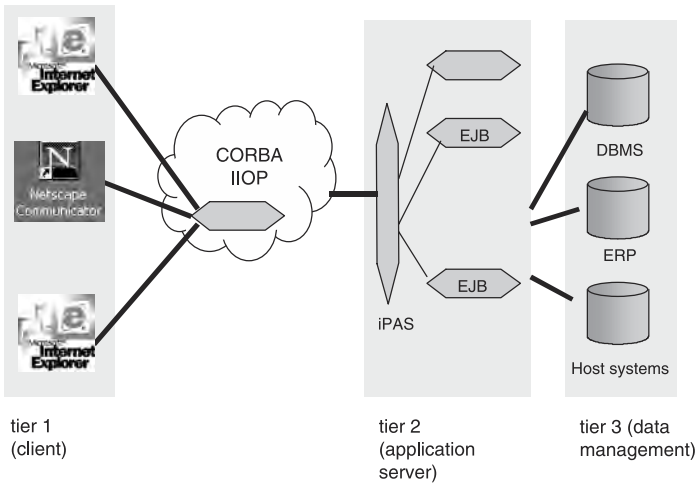 Microsoft
Internet
Explorer
N
Netscape
Communicator
Microsoft
Internet
Explorer
CORBA
IIOP
iPAS
EJB
EJB
DBMS
ERP
Host systems
tier 1
(client)
tier 2
(application
server)
tier 3 (data
management)